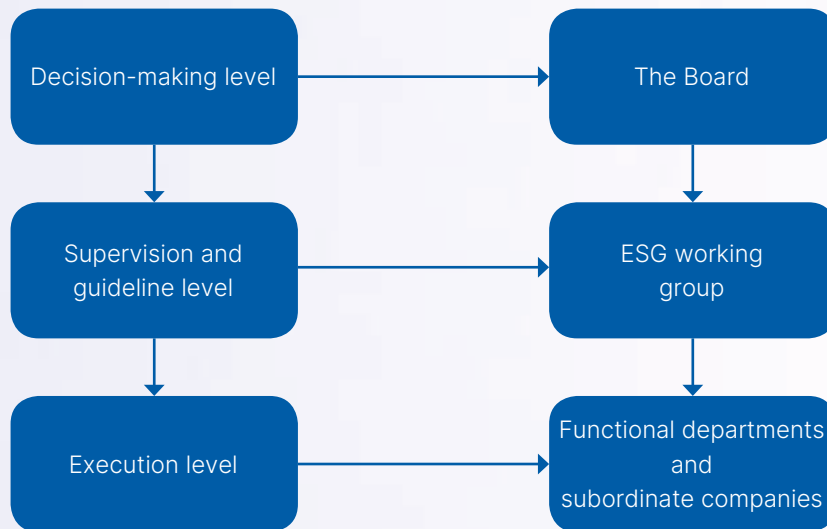 Decision-making level
The Board
Supervision and
guideline level
ESG working
group
Execution level
Functional departments
and
subordinate companies